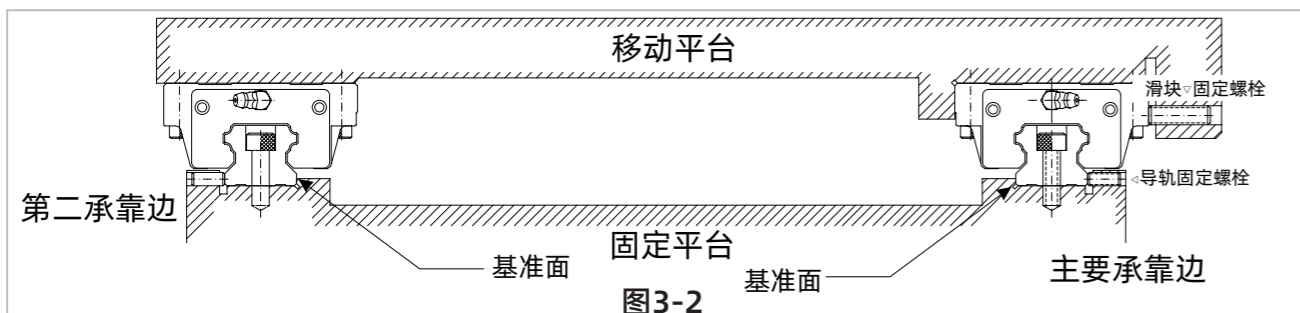 移动平台
滑块▽固定螺栓
◁导轨固定螺栓
第二承靠边
固定平台
基准面
基准面
主要承靠边
图3-2